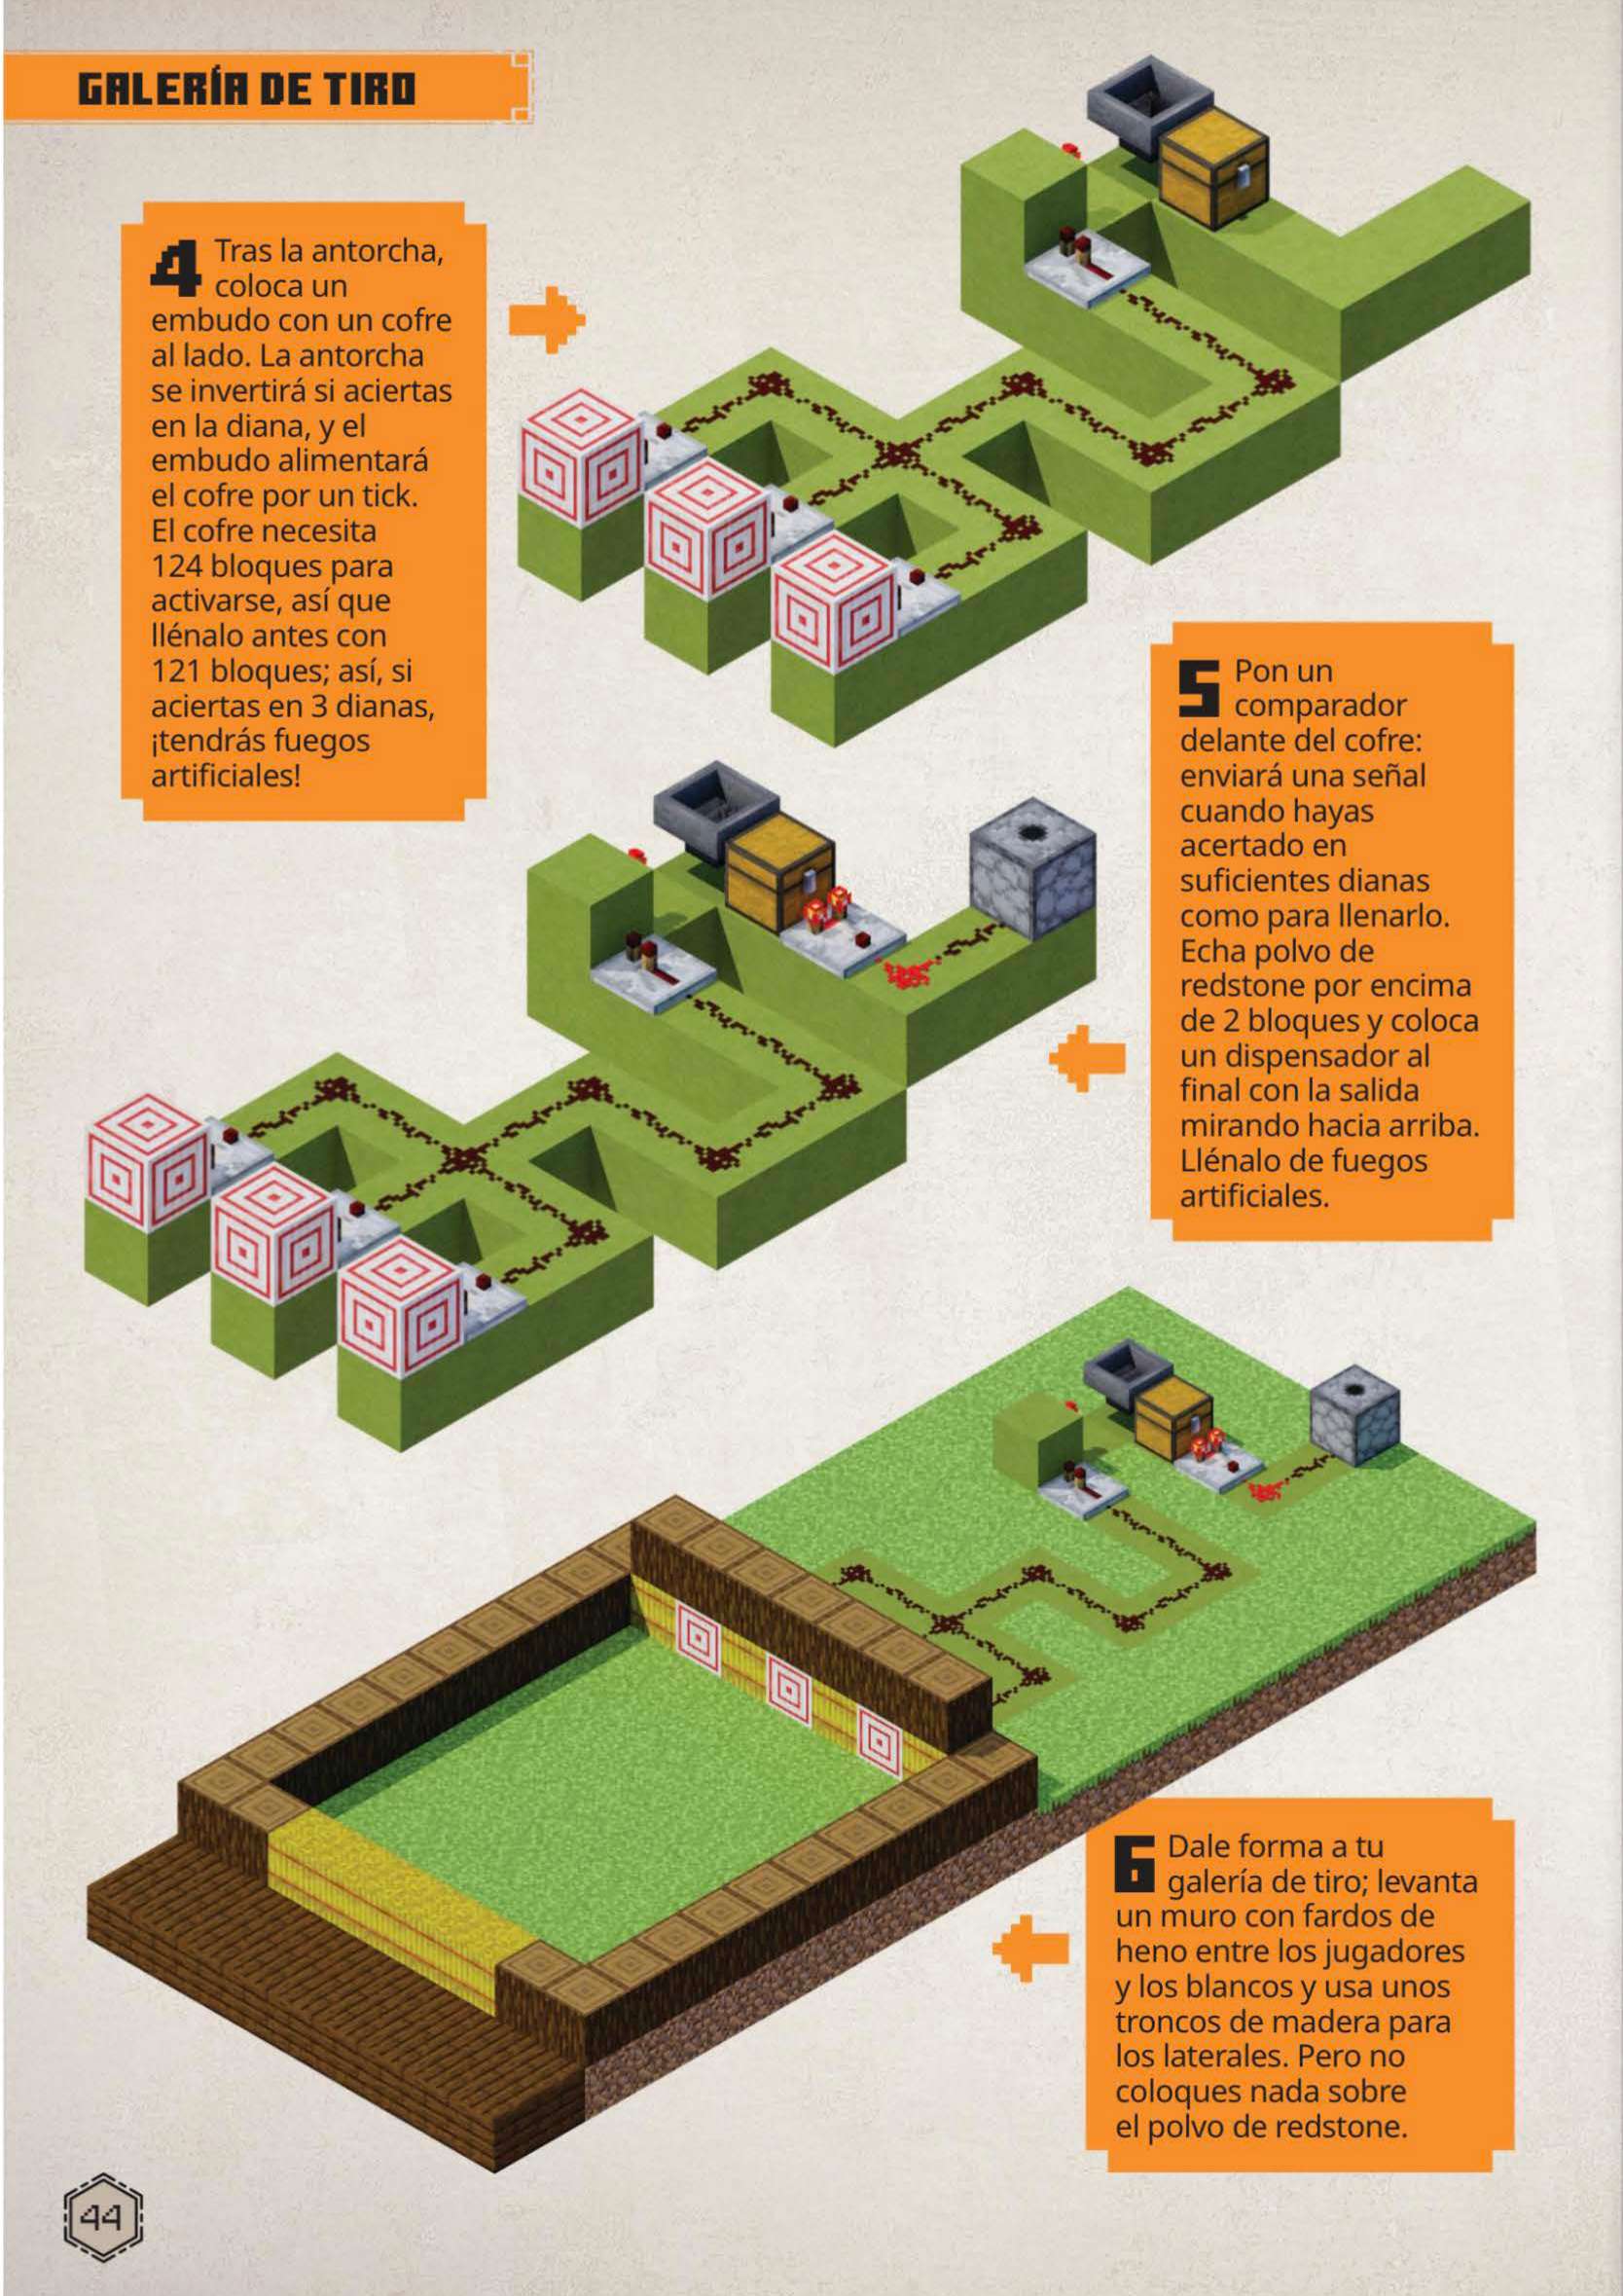 GALERÍA DE TIRO
4 Tras la antorcha,
coloca un
embudo con un cofre
al lado. La antorcha
se invertirá si aciertas
en la diana, y el
embudo alimentará
el cofre por un tick.
El cofre necesita
124 bloques para
activarse, así que
llénalo antes con
121 bloques; así, si
aciertas en 3 dianas,
¡tendrás fuegos
artificiales!
5 Pon un
comparador
delante del cofre:
enviará una señal
cuando hayas
acertado en
suficientes dianas
como para llenarlo.
Echa polvo de
redstone por encima
de 2 bloques y coloca
un dispensador al
final con la salida
mirando hacia arriba.
Llénalo de fuegos
artificiales.
6 Dale forma a tu
galería de tiro; levanta
un muro con fardos de
heno entre los jugadores
y los blancos y usa unos
troncos de madera para
los laterales. Pero no
coloques nada sobre
el polvo de redstone.
44